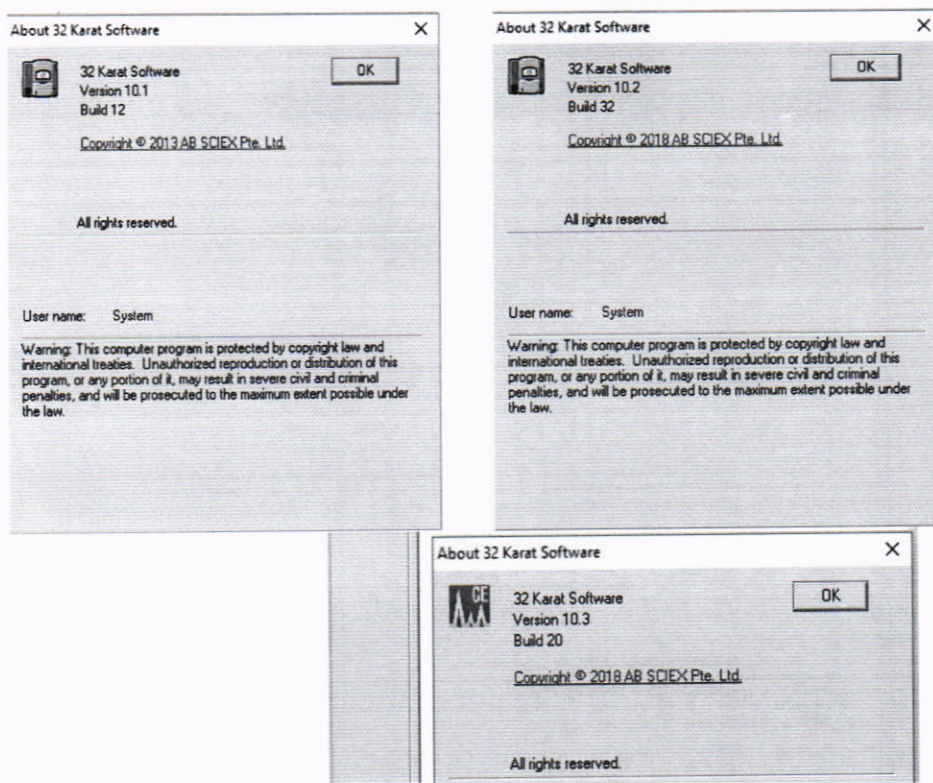 About 32 Karat Software
32 Karat Software
OK
Version 10.1
Build 12
Copyright © 2013 AB SCIEX Pte. Ltd.
All rights reserved.
User name: System
Warning: This computer program is protected by copyright law and
international treaties. Unauthorized reproduction or distribution of this
program, or any portion of it, may result in severe civil and criminal
penalties, and will be prosecuted to the maximum extent possible under
the law.
About 32 Karat Software
32 Karat Software
OK
Version 10.2
Build 32
Copyright © 2018 AB SCIEX Pte. Ltd.
All rights reserved.
User name: System
Warning: This computer program is protected by copyright law and
international treaties. Unauthorized reproduction or distribution of this
program, or any portion of it, may result in severe civil and criminal
penalties, and will be prosecuted to the maximum extent possible under
the law.
About 32 Karat Software
CE
32 Karat Software
OK
Version 10.3
Build 20
Copyright © 2018 AB SCIEX Pte. Ltd.
All rights reserved.